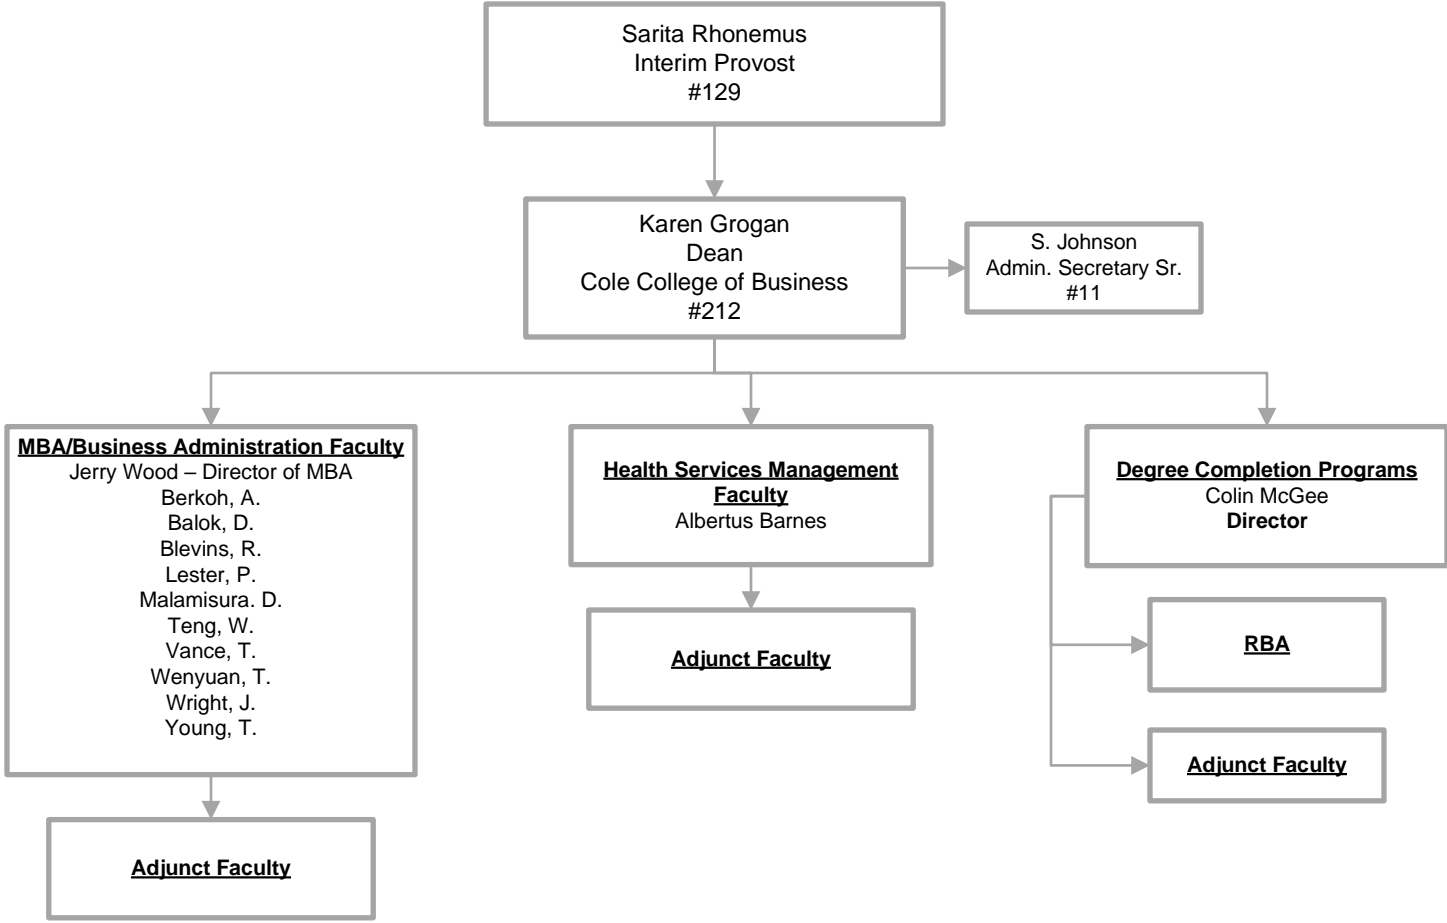 Sarita Rhonemus
Interim Provost
#129
Karen Grogan
Dean
Cole College of Business
#212
S. Johnson
Admin. Secretary Sr.
#11
MBA/Business Administration Faculty
Jerry Wood – Director of MBA
Berkoh, A.
Balok, D.
Blevins, R.
Lester, P.
Malamisura. D.
Teng, W.
Vance, T.
Wenyuan, T.
Wright, J.
Young, T.
Adjunct Faculty
Health Services Management
Faculty
Albertus Barnes
Adjunct Faculty
Degree Completion Programs
Colin McGee
Director
RBA
Adjunct Faculty